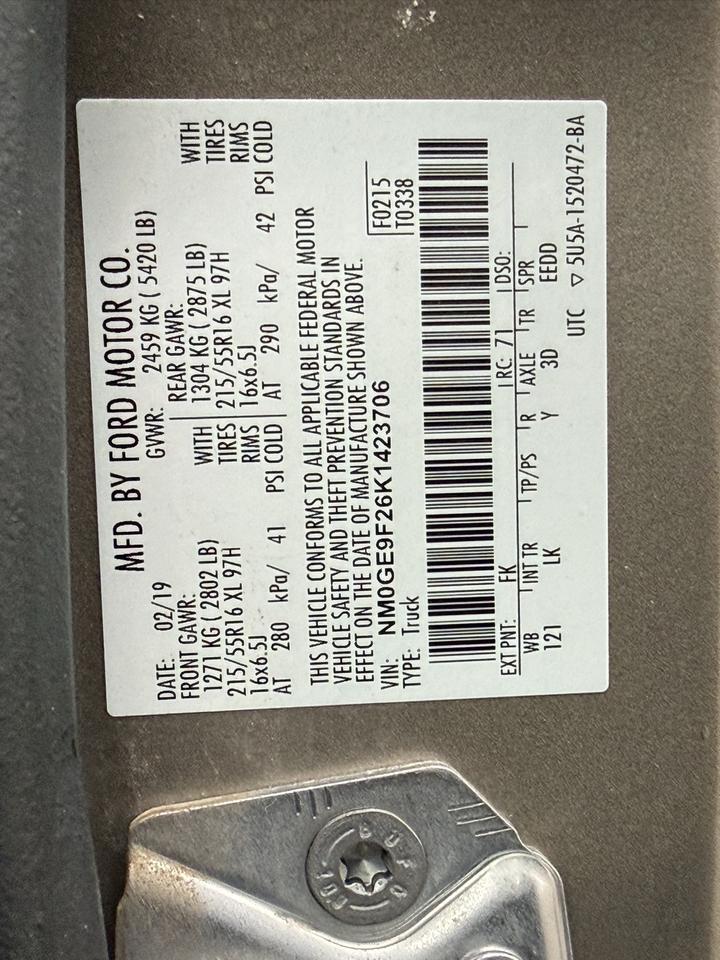 MFD. BY FORD MOTOR CO.
DATE: 02/19 GVWR: 2459 KG ( 5420 LB)
FRONT GAWR: REAR GAWR:
1271 KG ( 2802 LB) WITH 1304 KG ( 2875 LB) WITH
215/55R16 XL 97H TIRES 215/55R16 XL 97H TIRES
16x6.5J RIMS 16x6.5J RIMS
AT 280 kPa/ 41 PSI COLD AT 290 kPa/ 42 PSI COLD
THIS VEHICLE CONFORMS TO ALL APPLICABLE FEDERAL MOTOR
VEHICLE SAFETY AND THEFT PREVENTION STANDARDS IN
EFFECT ON THE DATE OF MANUFACTURE SHOWN ABOVE.
VIN: NM0GE9F26K1423706 F0215
TYPE: Truck T0338
EXT PNT: FK RC: 71 DSO:
WB INT TR TP/PS R AXLE TR SPR
121 LK Y 3D EEDD
UTC ▽ 5U5A-1520472-BA